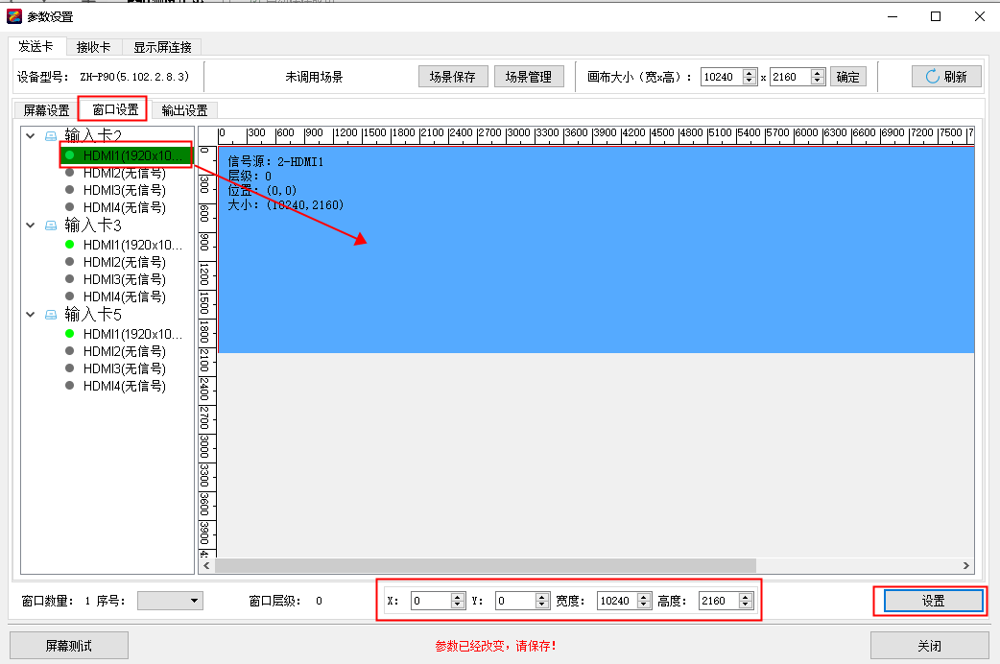 参数设置
发送卡 接收卡 显示屏连接
设备型号: ZH-P90(5.102.2.8.3) 未调用场景 场景保存 场景管理 画布大小（宽x高）: 10240 x 2160 确定 刷新
屏幕设置 窗口设置 输出设置
0 300 600 900 1200 1500 1800 2100 2400 2700 3000 3300 3600 3900 4200 4500 4800 5100 5400 5700 6000 6300 6600 6900 7200 7500 7
0 300 600 900 1200 1500 1800 2100 2400 2700 3000 3300 3600 3900
输入卡2
HDMI1(1920x10...
HDMI2(无信号)
HDMI3(无信号)
HDMI4(无信号)
输入卡3
HDMI1(1920x10...
HDMI2(无信号)
HDMI3(无信号)
HDMI4(无信号)
输入卡5
HDMI1(1920x10...
HDMI2(无信号)
HDMI3(无信号)
HDMI4(无信号)
信号源: 2-HDMI1
层级: 0
位置: (0,0)
大小: (10240,2160)
窗口数量: 1 序号: 窗口层级: 0 X: 0 Y: 0 宽度: 10240 高度: 2160 设置
屏幕测试 参数已经改变，请保存! 关闭